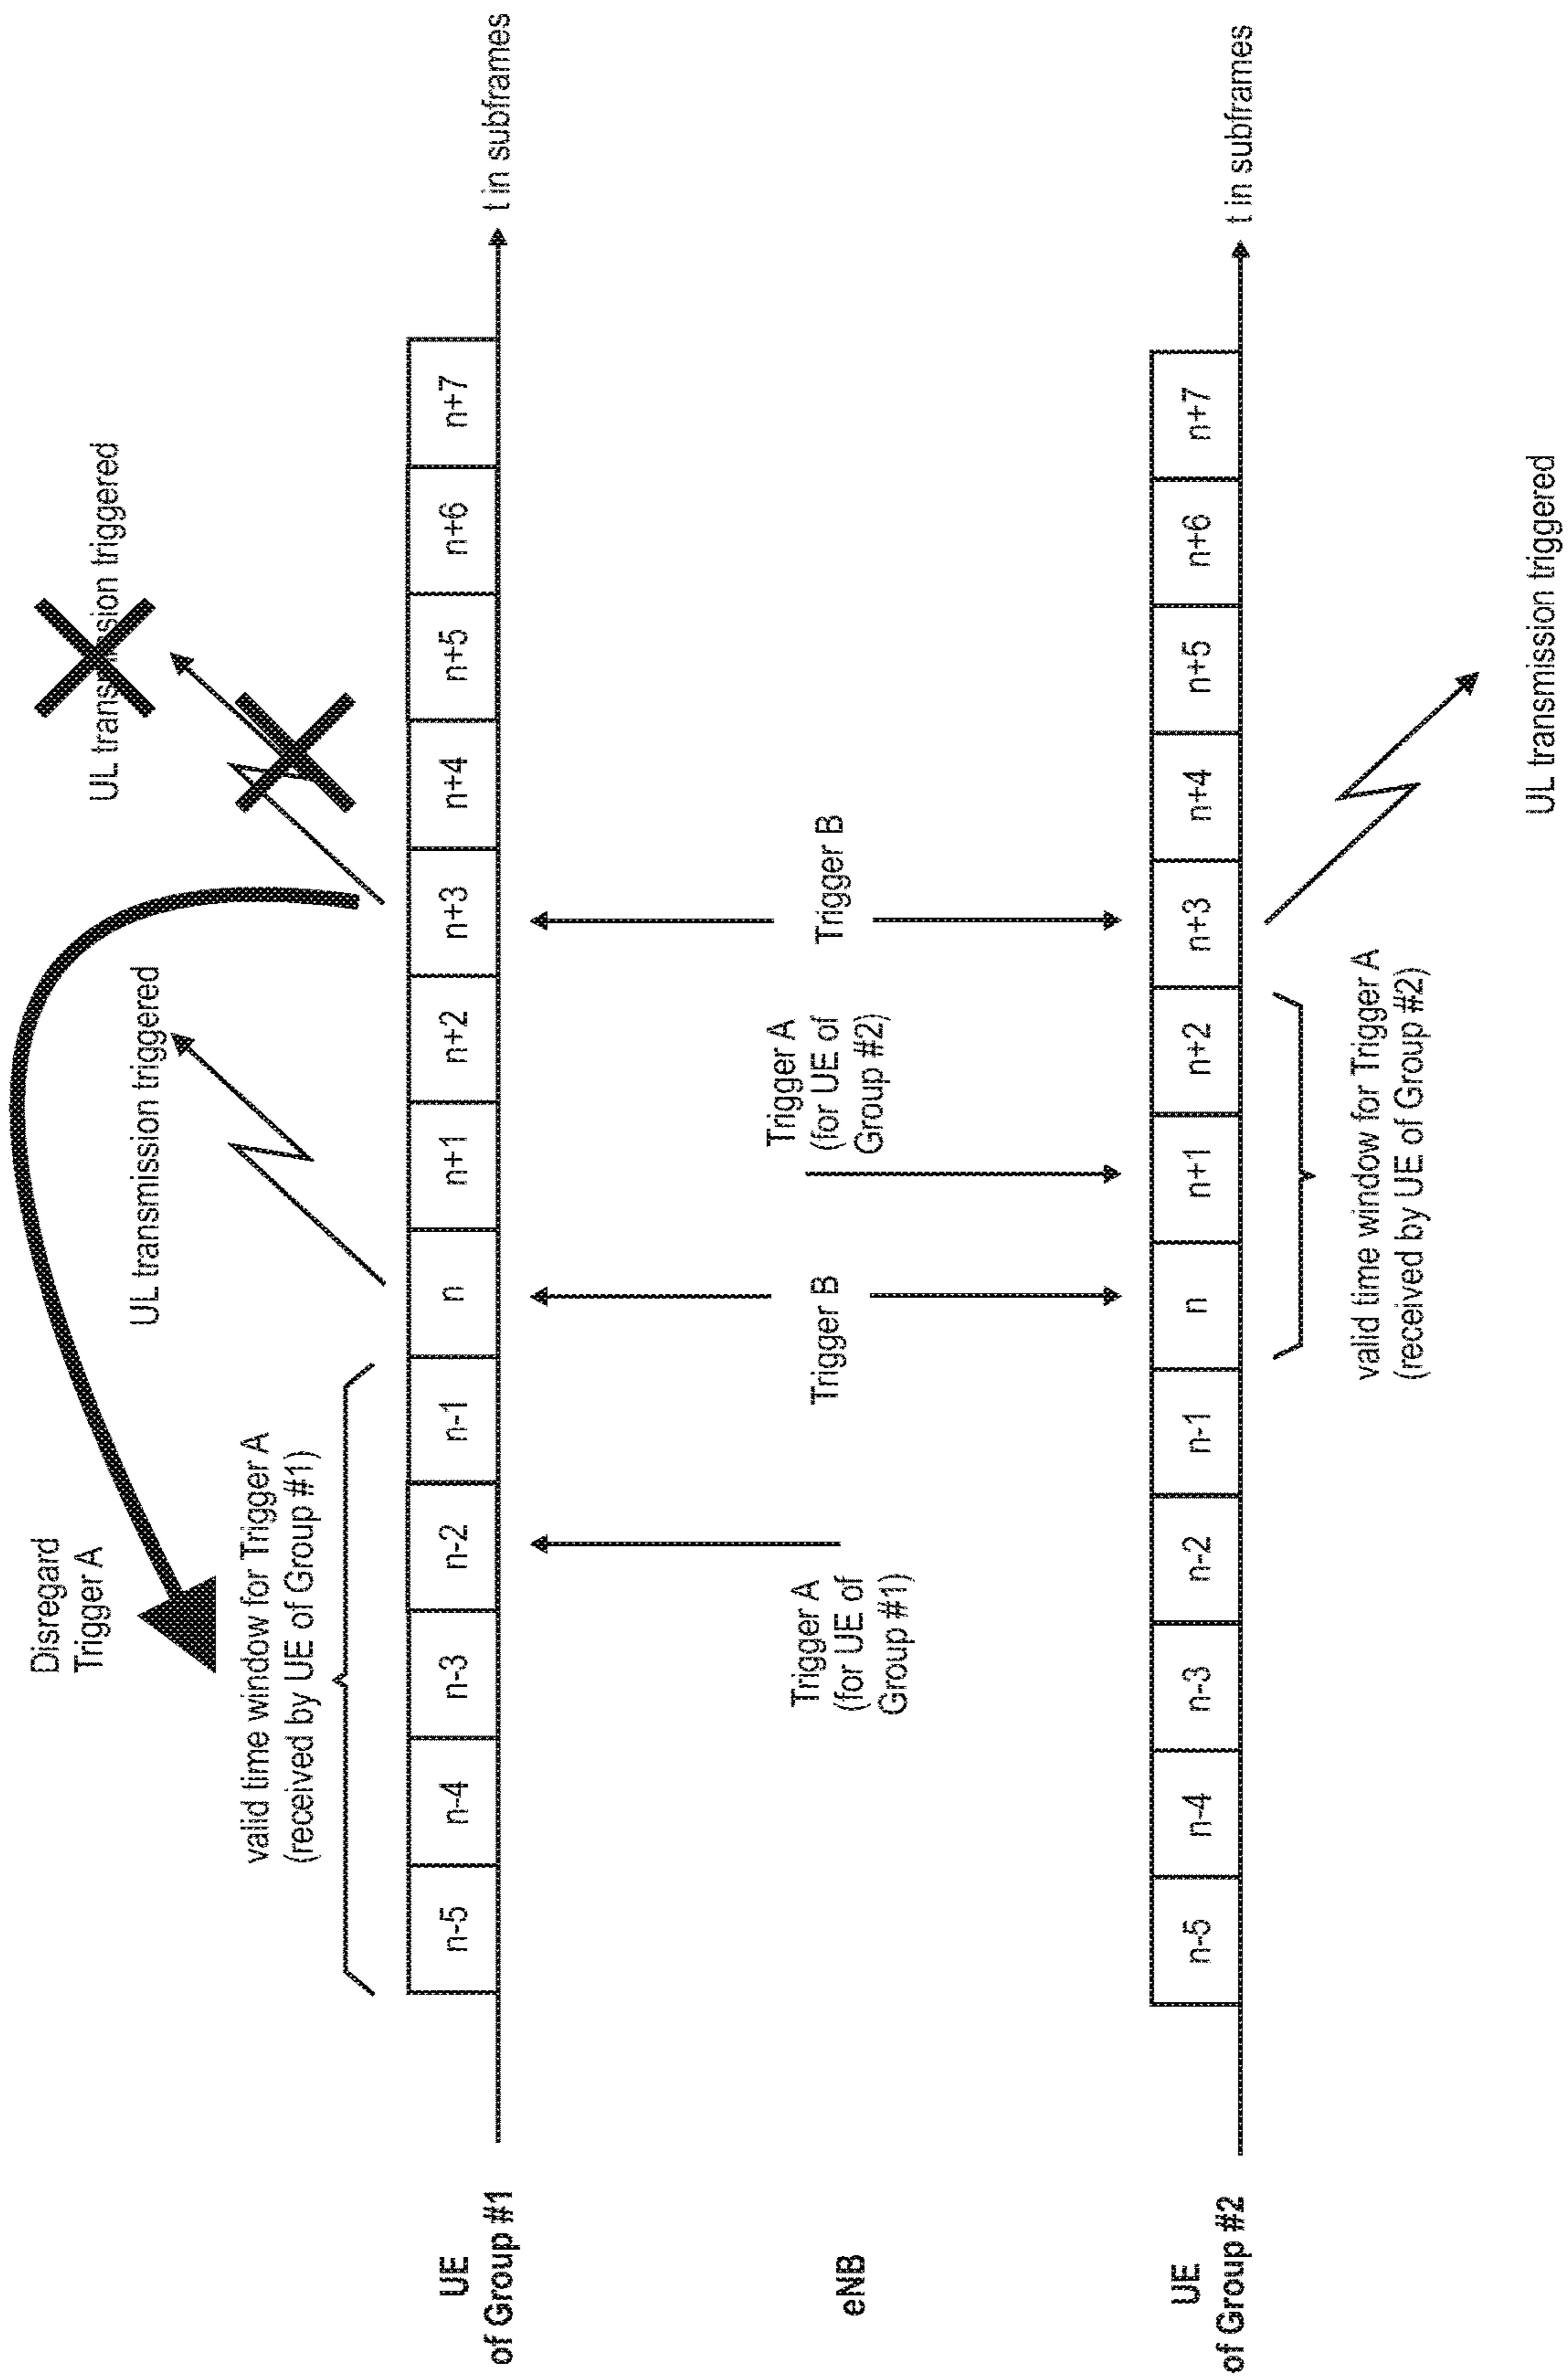 Disregard
Trigger A
UL transmission triggered
UL transmission triggered
valid time window for Trigger A
(received by UE of Group #1)
UE
of Group #1
n-5
n-4
n-3
n-2
n-1
n
n+1
n+2
n+3
n+4
n+5
n+6
n+7
t in subframes
eNB
Trigger A
(for UE of
Group #1)
Trigger B
Trigger A
(for UE of
Group #2)
Trigger B
UE
of Group #2
n-5
n-4
n-3
n-2
n-1
n
n+1
n+2
n+3
n+4
n+5
n+6
n+7
t in subframes
valid time window for Trigger A
(received by UE of Group #2)
UL transmission triggered